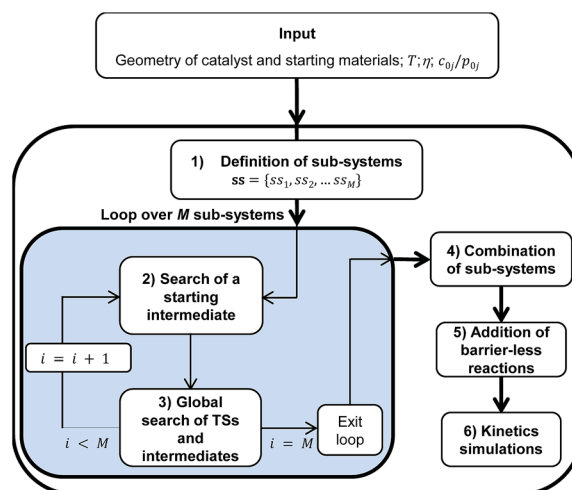 Input
Geometry of catalyst and starting materials; T; η; c₀ⱼ/p₀ⱼ
1) Definition of sub-systems
ss = {ss₁, ss₂, … ss_M}
Loop over M sub-systems
2) Search of a
starting
intermediate
i = i + 1
3) Global
search of TSs
and
intermediates
i < M
i = M
Exit
loop
4) Combination
of sub-systems
5) Addition of
barrier-less
reactions
6) Kinetics
simulations